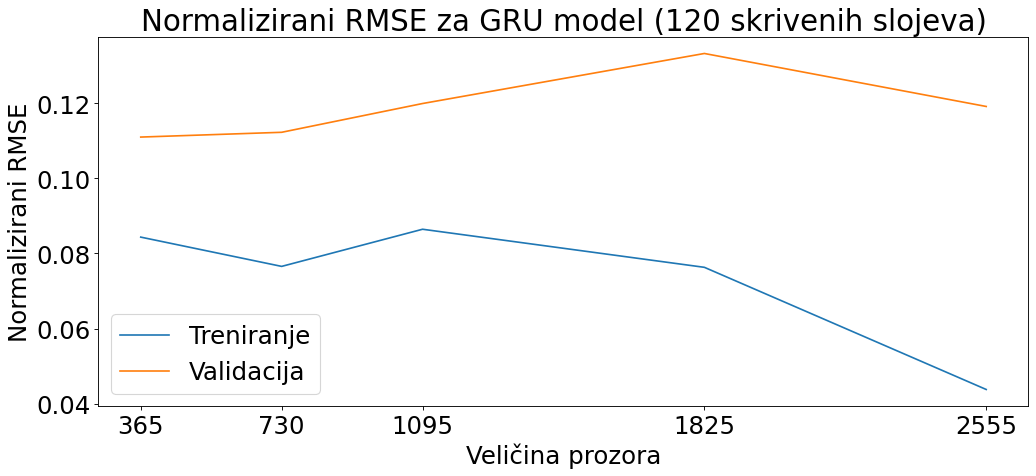 Normalizirani RMSE za GRU model (120 skrivenih slojeva)
Normalizirani RMSE
0.12
0.10
0.08
0.06
0.04
Treniranje
Validacija
365 730 1095 1825 2555
Veličina prozora